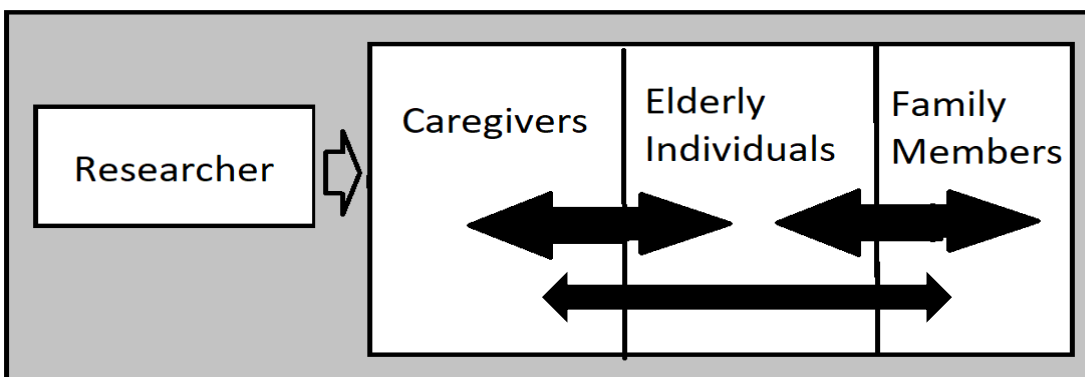 Researcher
Caregivers
Elderly
Individuals
Family
Members